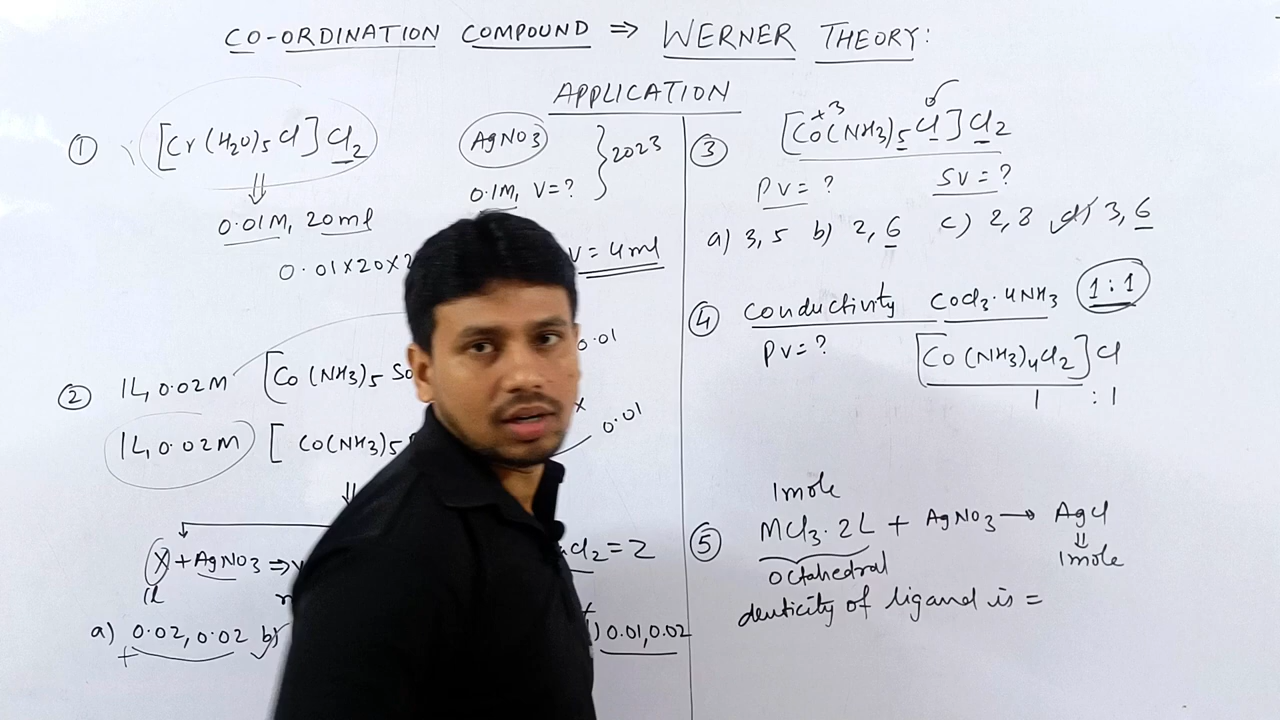 CO-ORDINATION COMPOUND ⇒ WERNER THEORY:
APPLICATION
① [Cr(H2O)5Cl]Cl2
AgNO3
0.1M, V=?
} 2023
⇓
0.01M, 20ml
0.01×20×2
V = 4ml
② 1L, 0.02M [Co(NH3)5 So
0.01
1L, 0.02M [Co(NH3)5
x
0.01
X + AgNO3 ⇒ Y
cl2 = 2
a) 0.02, 0.02 b)
) 0.01, 0.02
③ [Co(NH3)5Cl]Cl2
+3
PV = ? SV = ?
a) 3,5 b) 2,6 c) 2,3 d) 3,6
④ Conductivity CoCl3·4NH3 1:1
PV = ? [Co(NH3)4Cl2]Cl
1 : 1
1mole
⑤ MCl3·2L + AgNO3 → AgCl
⇓
octahedral 1mole
denticity of ligand is =